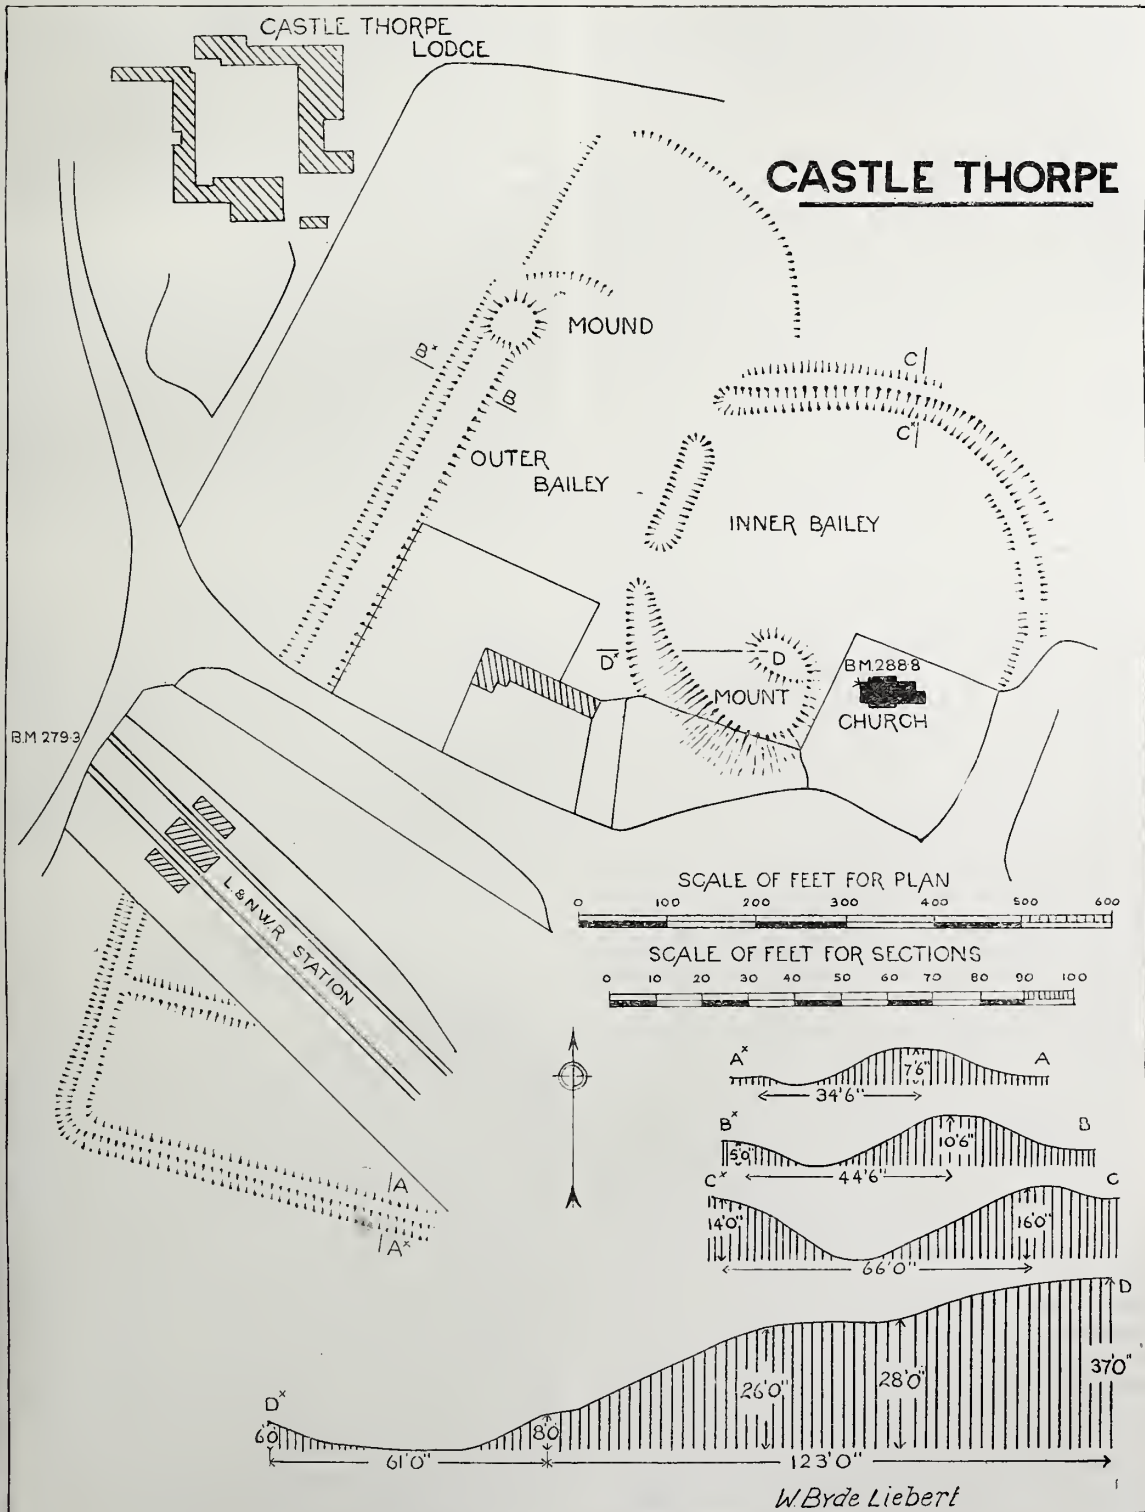 CASTLE THORPE
LODGE
CASTLE THORPE
MOUND
B×
B
C
C×
OUTER
BAILEY
INNER BAILEY
D×
D
B.M.288·8
MOUNT
CHURCH
B.M 279·3
L.&N.W.R STATION
SCALE OF FEET FOR PLAN
0 100 200 300 400 500 600
SCALE OF FEET FOR SECTIONS
0 10 20 30 40 50 60 70 80 90 100
A× A
7'6"
34'6"
B× B
5'0" 10'6"
44'6"
C× C
14'0" 16'0"
66'0"
A
A×
D
D×
6'0 8'0 26'0" 28'0" 37'0"
61'0" 123'0"
W. Byde Liebert